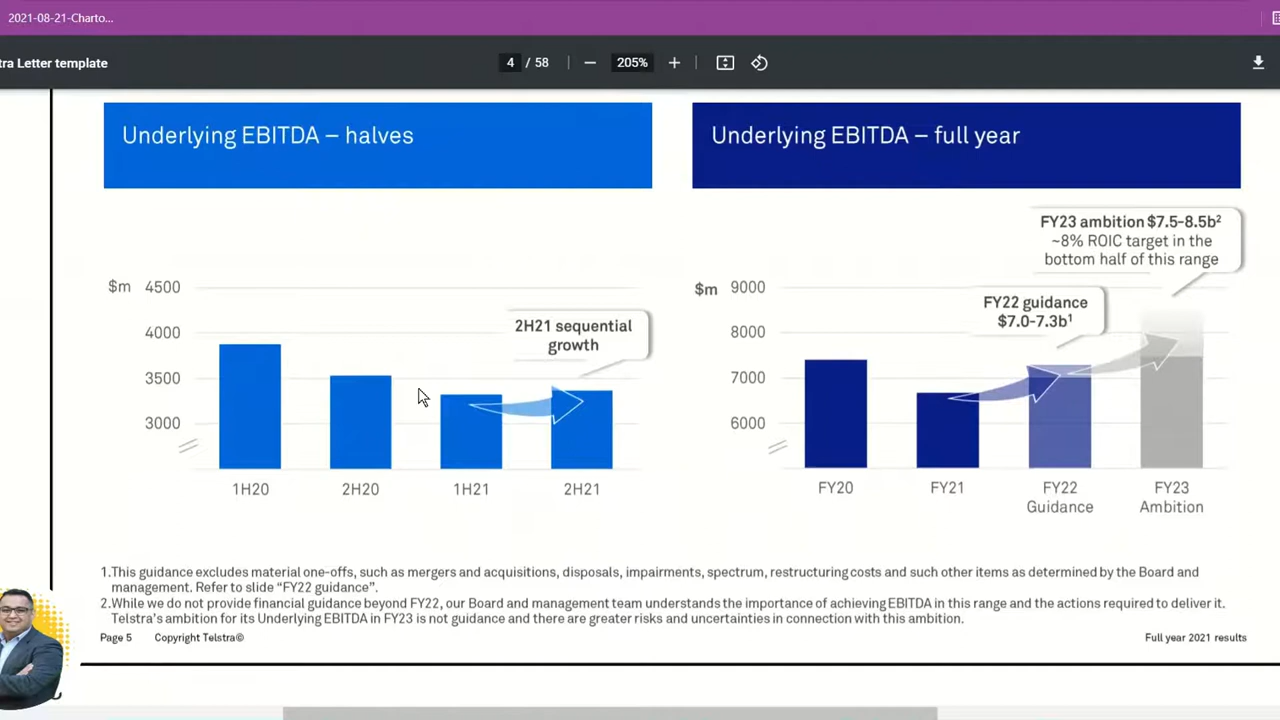 2021-08-21-Charto...
tra Letter template
4 / 58
205%
Underlying EBITDA – halves
$m
4500
4000
3500
3000
2H21 sequential
growth
1H20
2H20
1H21
2H21
Underlying EBITDA – full year
FY23 ambition $7.5-8.5b²
~8% ROIC target in the
bottom half of this range
FY22 guidance
$7.0-7.3b¹
$m
9000
8000
7000
6000
FY20
FY21
FY22
Guidance
FY23
Ambition
1.This guidance excludes material one-offs, such as mergers and acquisitions, disposals, impairments, spectrum, restructuring costs and such other items as determined by the Board and
management. Refer to slide “FY22 guidance”.
2.While we do not provide financial guidance beyond FY22, our Board and management team understands the importance of achieving EBITDA in this range and the actions required to deliver it.
Telstra’s ambition for its Underlying EBITDA in FY23 is not guidance and there are greater risks and uncertainties in connection with this ambition.
Page 5
Copyright Telstra©
Full year 2021 results